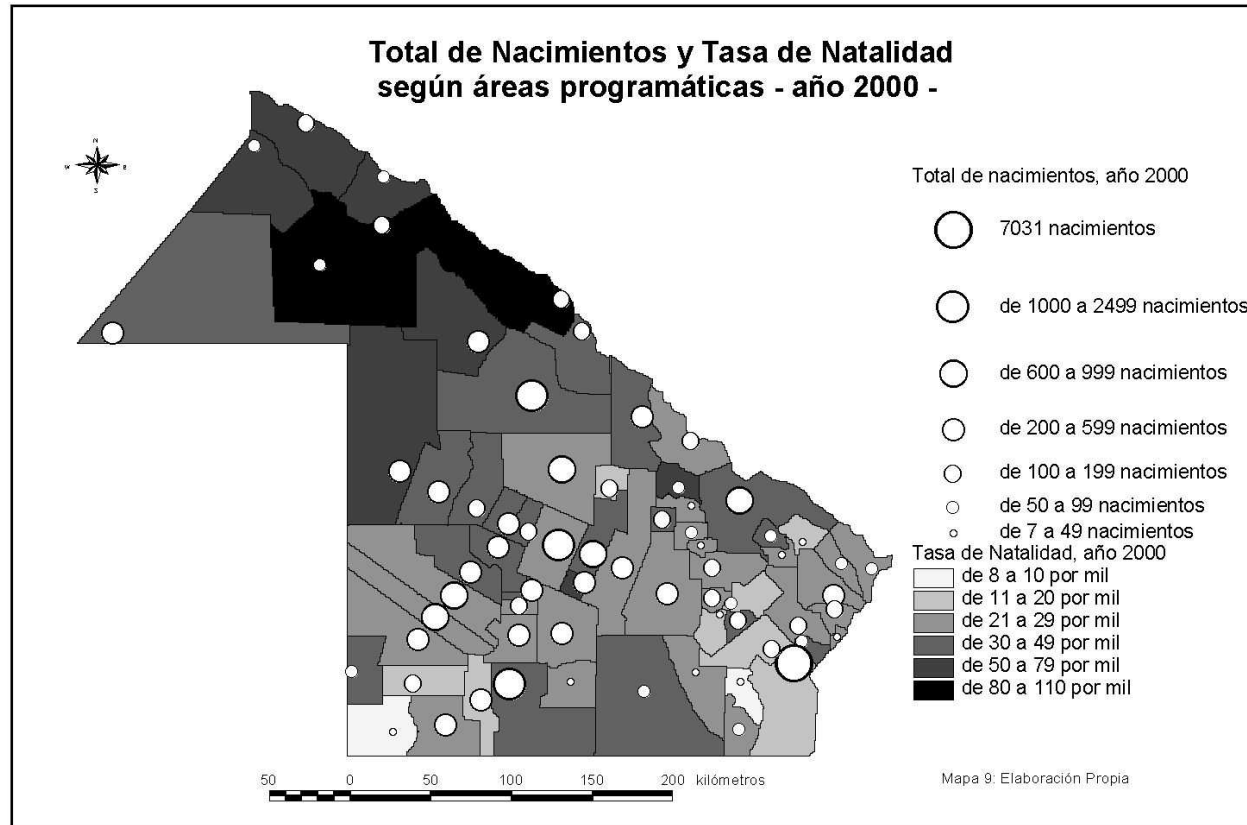 Total de Nacimientos y Tasa de Natalidad
según áreas programáticas - año 2000 -
N
W
E
S
Total de nacimientos, año 2000
7031 nacimientos
de 1000 a 2499 nacimientos
de 600 a 999 nacimientos
de 200 a 599 nacimientos
de 100 a 199 nacimientos
de 50 a 99 nacimientos
de 7 a 49 nacimientos
Tasa de Natalidad, año 2000
de 8 a 10 por mil
de 11 a 20 por mil
de 21 a 29 por mil
de 30 a 49 por mil
de 50 a 79 por mil
de 80 a 110 por mil
50 0 50 100 150 200 kilómetros
Mapa 9: Elaboración Propia